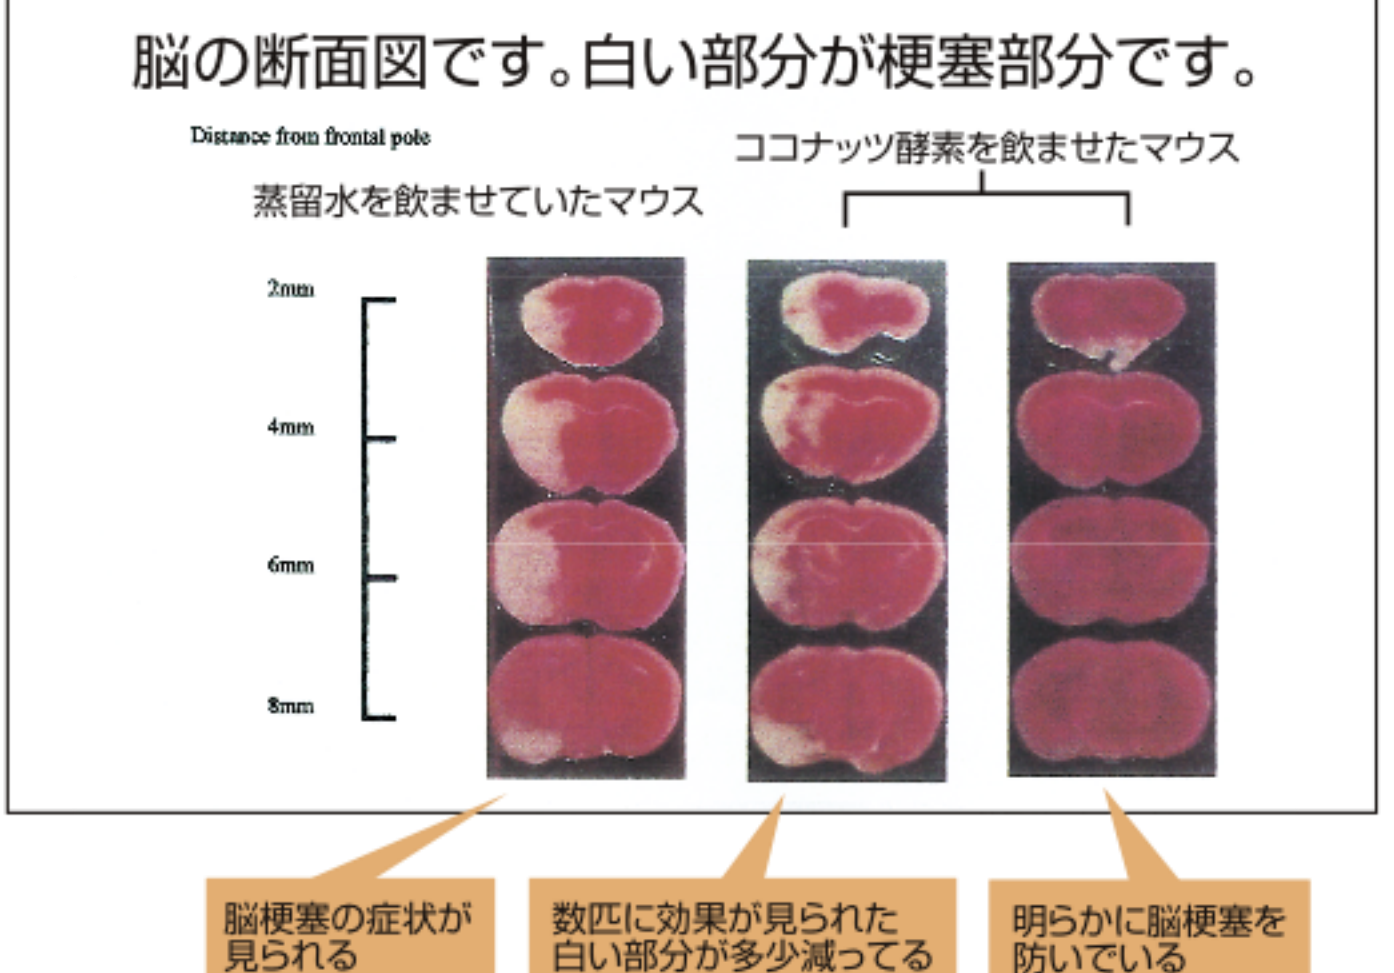 脳の断面図です。白い部分が梗塞部分です。
Distance from frontal pole
ココナッツ酵素を飲ませたマウス
蒸留水を飲ませていたマウス
2mm
4mm
6mm
8mm
脳梗塞の症状が
見られる
数匹に効果が見られた
白い部分が多少減ってる
明らかに脳梗塞を
防いでいる